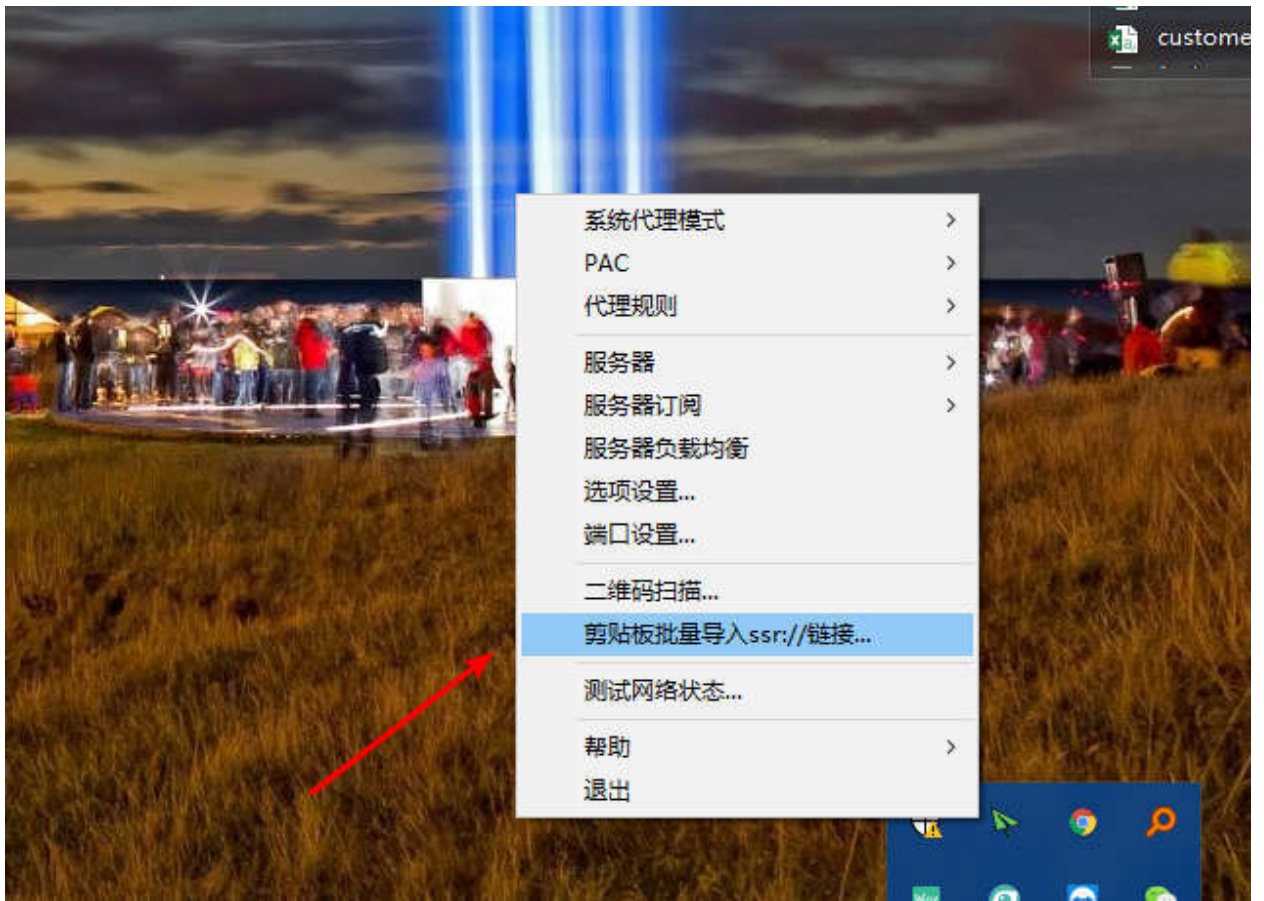 custome
系统代理模式
PAC
代理规则
服务器
服务器订阅
服务器负载均衡
选项设置...
端口设置...
二维码扫描...
剪贴板批量导入ssr://链接...
测试网络状态...
帮助
退出